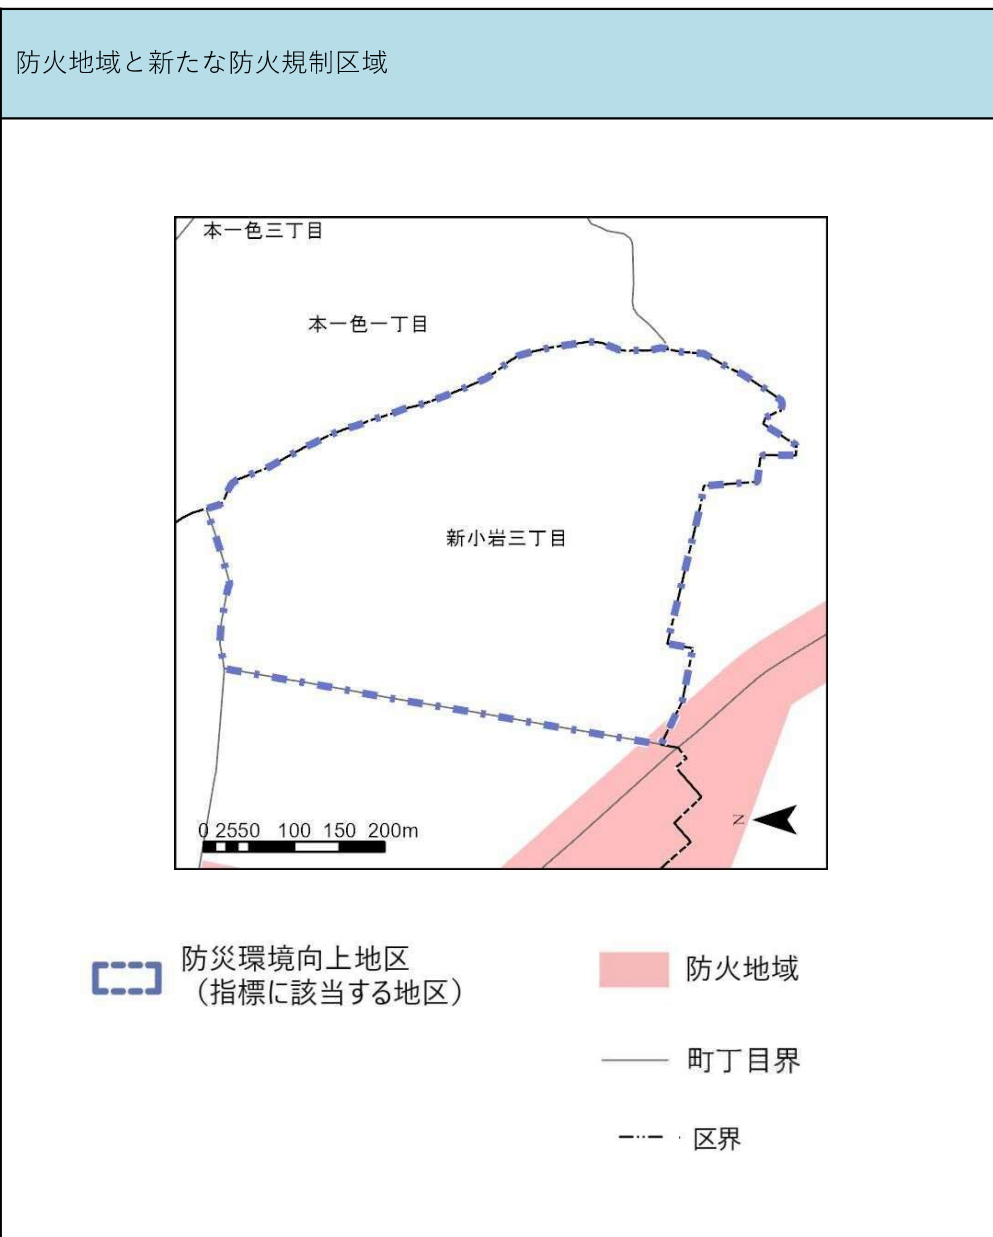 防火地域と新たな防火規制区域
本一色三丁目
本一色一丁目
新小岩三丁目
0 2550 100 150 200m
N
防災環境向上地区
（指標に該当する地区）
防火地域
町丁目界
区界